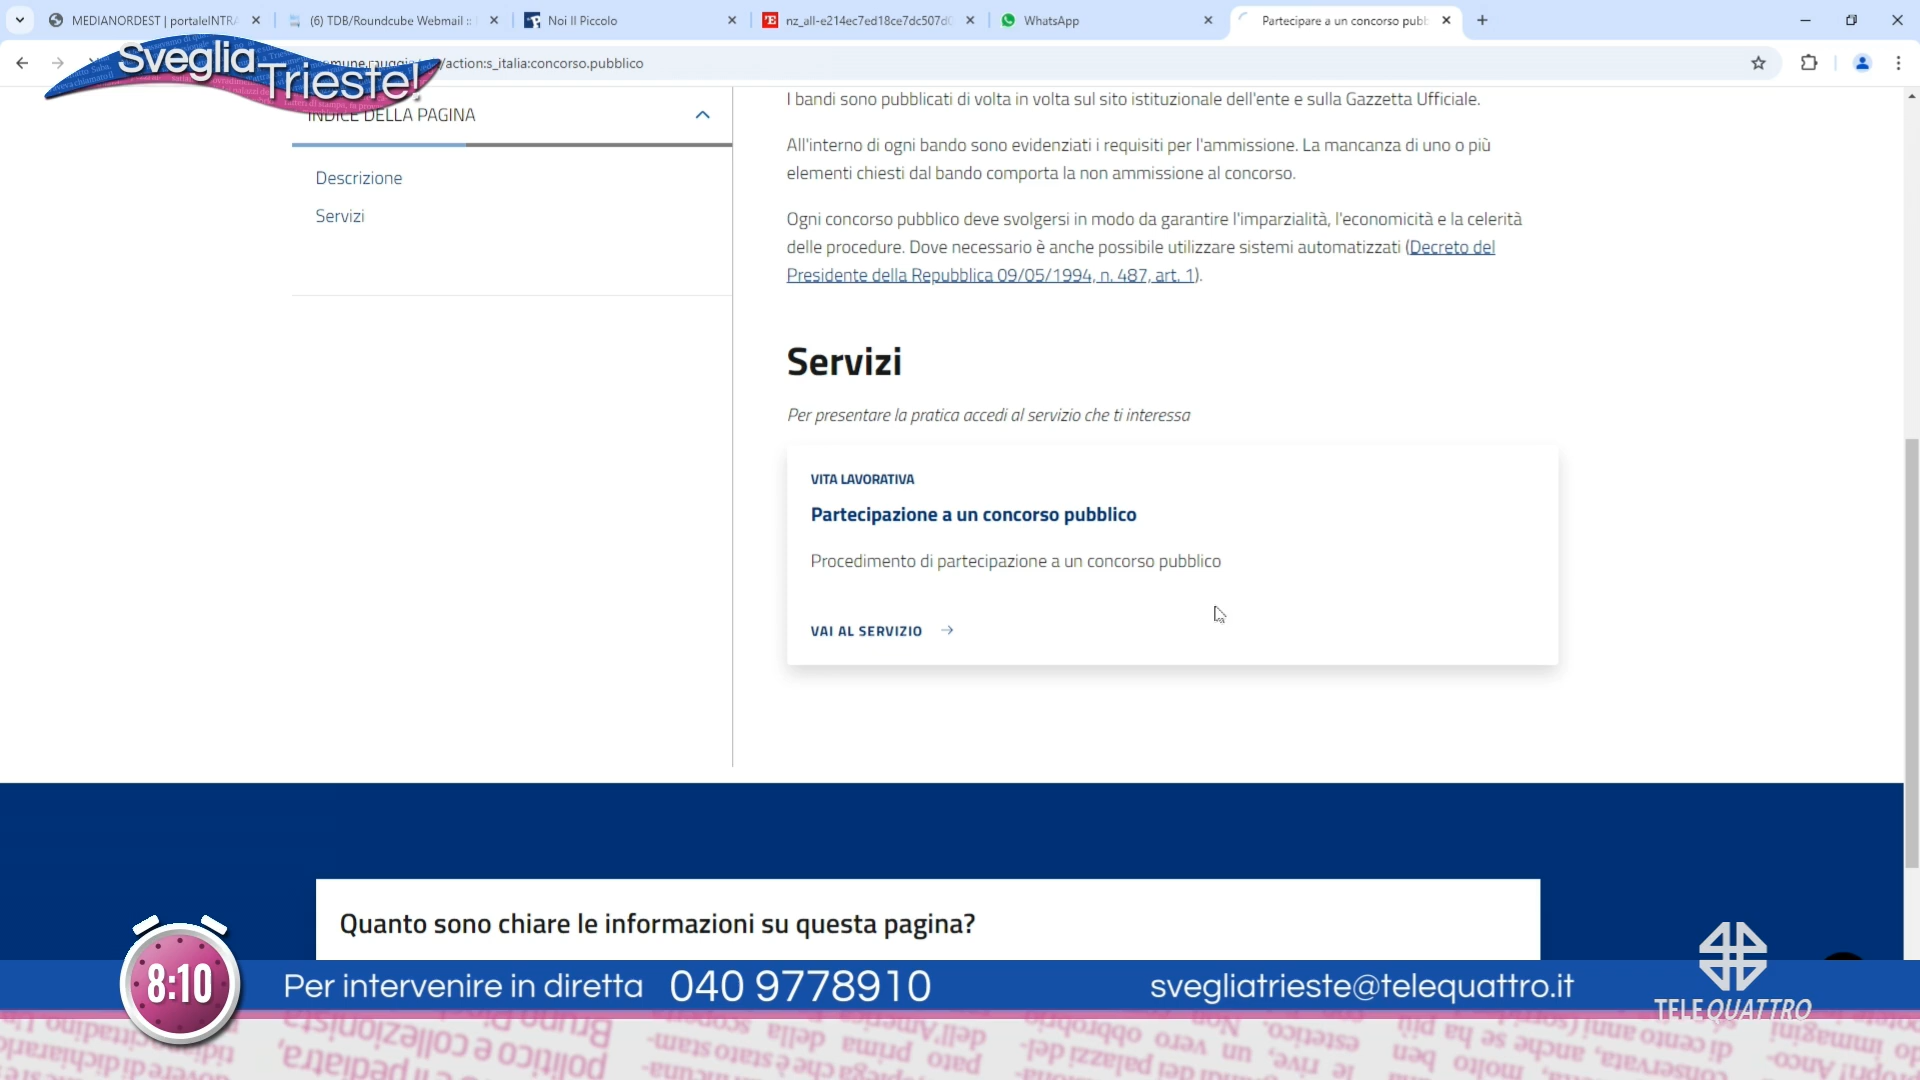 MEDIANORDEST | portaleINTRA
(6) TDB/Roundcube Webmail ::
Noi Il Piccolo
nz_all-e214ec7ed18ce7dc507d
WhatsApp
Partecipare a un concorso pubb
/action:s_italia:concorso.pubblico
Sveglia
Trieste!
INDICE DELLA PAGINA
Descrizione
Servizi
I bandi sono pubblicati di volta in volta sul sito istituzionale dell'ente e sulla Gazzetta Ufficiale.
All'interno di ogni bando sono evidenziati i requisiti per l'ammissione. La mancanza di uno o più
elementi chiesti dal bando comporta la non ammissione al concorso.
Ogni concorso pubblico deve svolgersi in modo da garantire l'imparzialità, l'economicità e la celerità
delle procedure. Dove necessario è anche possibile utilizzare sistemi automatizzati (Decreto del
Presidente della Repubblica 09/05/1994, n. 487, art. 1).
Servizi
Per presentare la pratica accedi al servizio che ti interessa
VITA LAVORATIVA
Partecipazione a un concorso pubblico
Procedimento di partecipazione a un concorso pubblico
VAI AL SERVIZIO
Quanto sono chiare le informazioni su questa pagina?
8:10
Per intervenire in diretta 040 9778910
svegliatrieste@telequattro.it
TELEQUATTRO